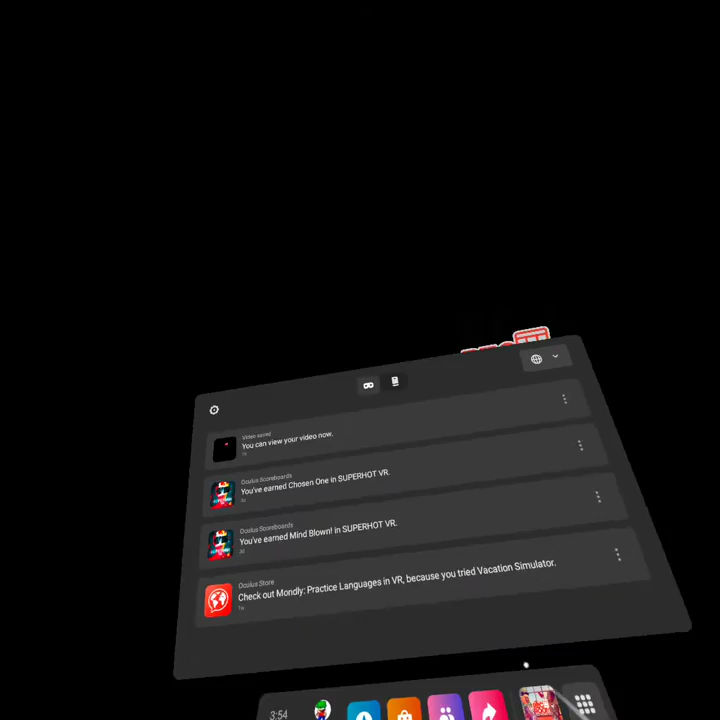 Video saved
You can view your video now.
Oculus Scoreboards
You've earned Chosen One in SUPERHOT VR.
Oculus Scoreboards
You've earned Mind Blown! in SUPERHOT VR.
3d
Oculus Store
Check out Mondly: Practice Languages in VR, because you tried Vacation Simulator.
1w
3:54